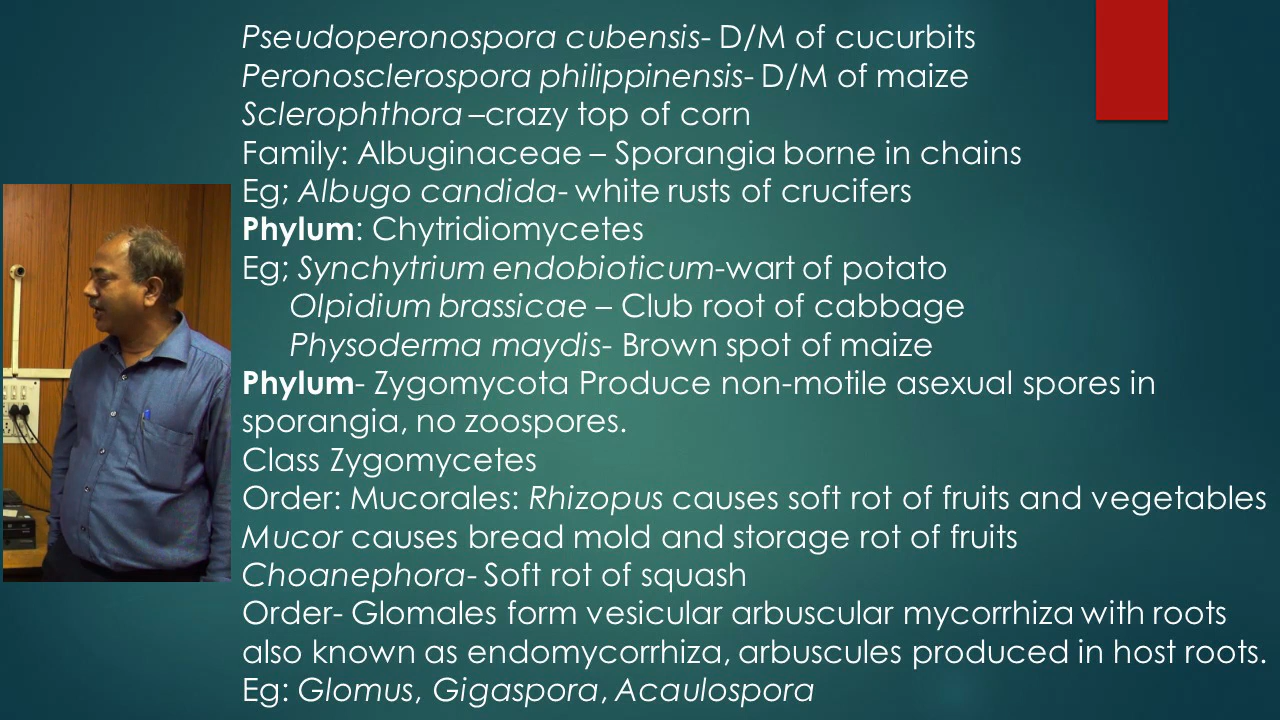 Pseudoperonospora cubensis- D/M of cucurbits
Peronosclerospora philippinensis- D/M of maize
Sclerophthora –crazy top of corn
Family: Albuginaceae – Sporangia borne in chains
Eg; Albugo candida- white rusts of crucifers
Phylum: Chytridiomycetes
Eg; Synchytrium endobioticum-wart of potato
Olpidium brassicae – Club root of cabbage
Physoderma maydis- Brown spot of maize
Phylum- Zygomycota Produce non-motile asexual spores in
sporangia, no zoospores.
Class Zygomycetes
Order: Mucorales: Rhizopus causes soft rot of fruits and vegetables
Mucor causes bread mold and storage rot of fruits
Choanephora- Soft rot of squash
Order- Glomales form vesicular arbuscular mycorrhiza with roots
also known as endomycorrhiza, arbuscules produced in host roots.
Eg: Glomus, Gigaspora, Acaulospora